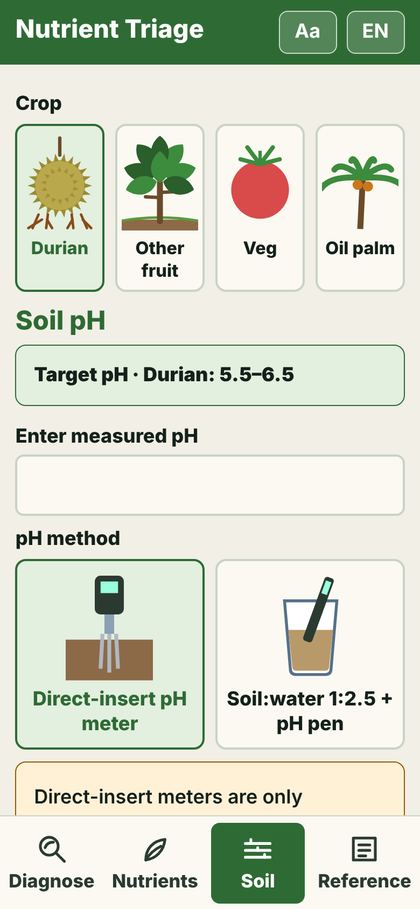 Nutrient Triage
Aa
EN
Crop
Durian
Other
fruit
Veg
Oil palm
Soil pH
Target pH · Durian: 5.5–6.5
Enter measured pH
pH method
Direct-insert pH
meter
Soil:water 1:2.5 +
pH pen
Direct-insert meters are only
Diagnose
Nutrients
Soil
Reference